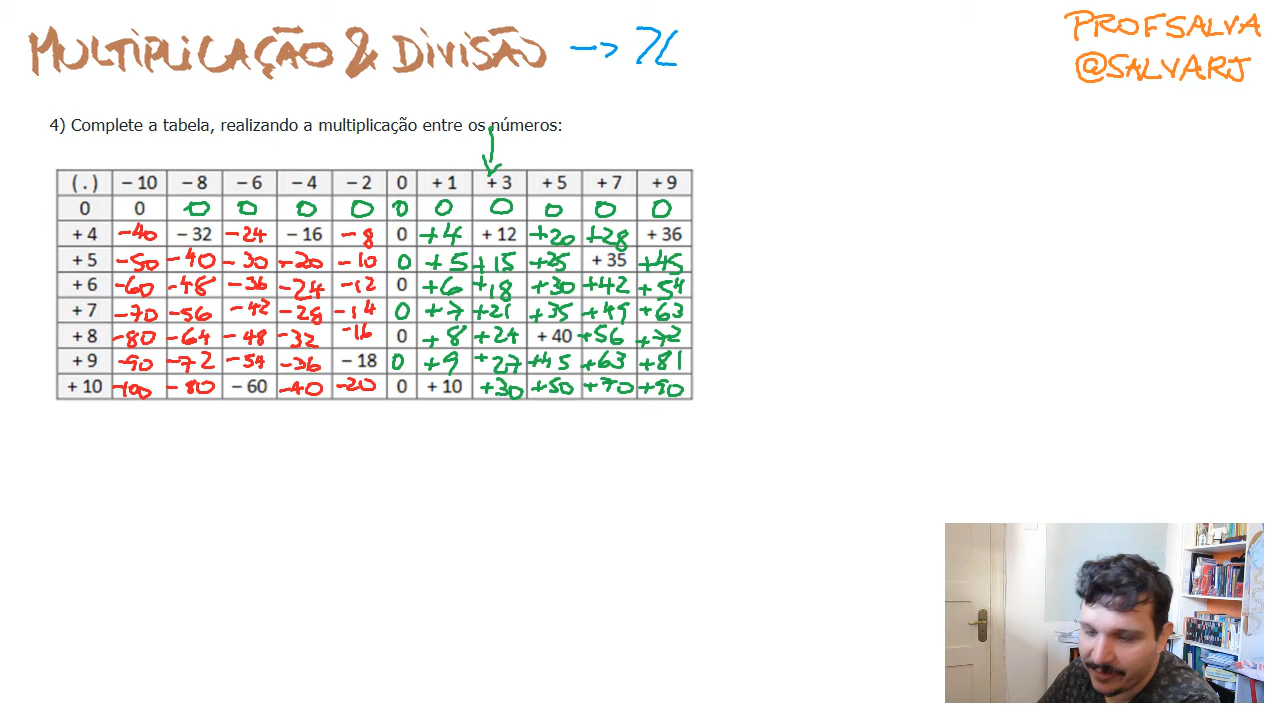 MULTIPLICAÇÃO & DIVISÃO → Z
PROFSALVA
@SALVARJ
4) Complete a tabela, realizando a multiplicação entre os números:
(.) – 10 – 8 – 6 – 4 – 2 0 + 1 + 3 + 5 + 7 + 9
0 0 0 0 0 0 0 0 0 0 0 0
+ 4 -40 – 32 -24 – 16 -8 0 +4 + 12 +20 +28 + 36
+ 5 -50 -40 -30 -20 -10 0 +5 +15 +25 + 35 +45
+ 6 -60 -48 -36 -24 -12 0 +6 +18 +30 +42 +54
+ 7 -70 -56 -42 -28 -14 0 +7 +21 +35 +49 +63
+ 8 -80 -64 -48 -32 -16 0 +8 +24 + 40 +56 +72
+ 9 -90 -72 -54 -36 – 18 0 +9 +27 +45 +63 +81
+ 10 -100 -80 – 60 -40 -20 0 + 10 +30 +50 +70 +90